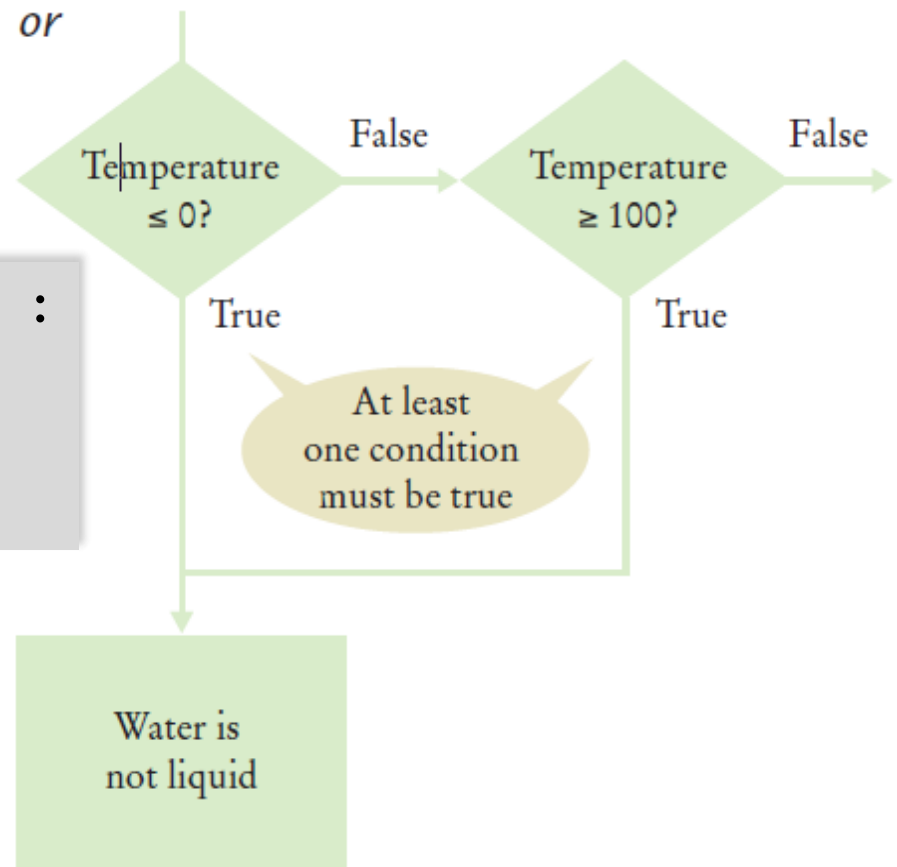 or
False
False
Temperature
≤ 0?
Temperature
≥ 100?
:
True
True
At least
one condition
must be true
Water is
not liquid